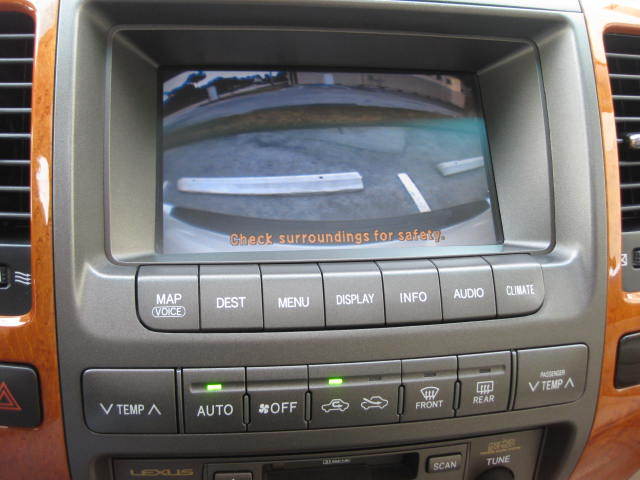 Check surroundings for safety.
MAP DEST MENU DISPLAY INFO AUDIO CLIMATE
VOICE
PASSENGER
TEMP AUTO OFF FRONT REAR TEMP
LEXUS SCAN TUNE